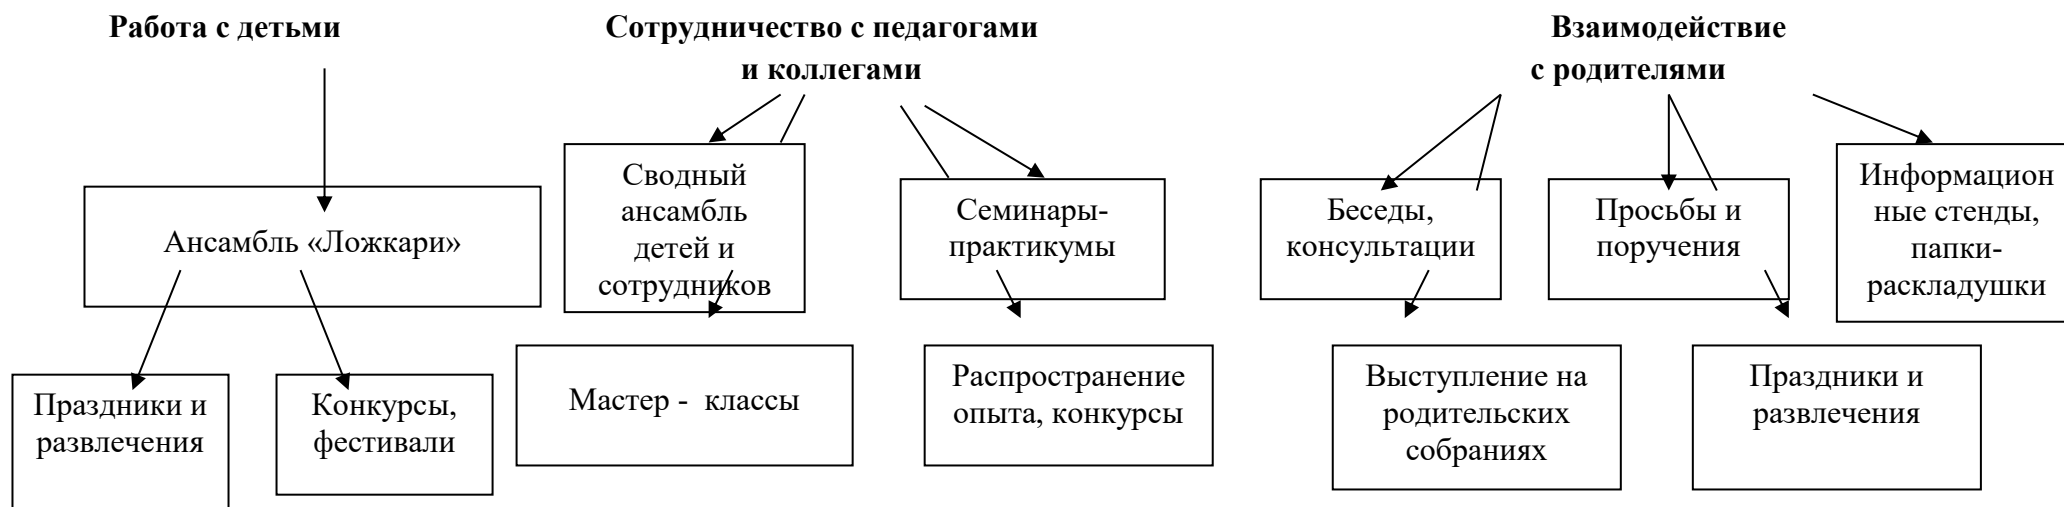 Работа с детьми
Сотрудничество с педагогами
и коллегами
Взаимодействие
с родителями
Ансамбль «Ложкари»
Праздники и
развлечения
Конкурсы,
фестивали
Сводный
ансамбль
детей и
сотрудников
Семинары-
практикумы
Мастер - классы
Распространение
опыта, конкурсы
Беседы,
консультации
Просьбы и
поручения
Информацион
ные стенды,
папки-
раскладушки
Выступление на
родительских
собраниях
Праздники и
развлечения